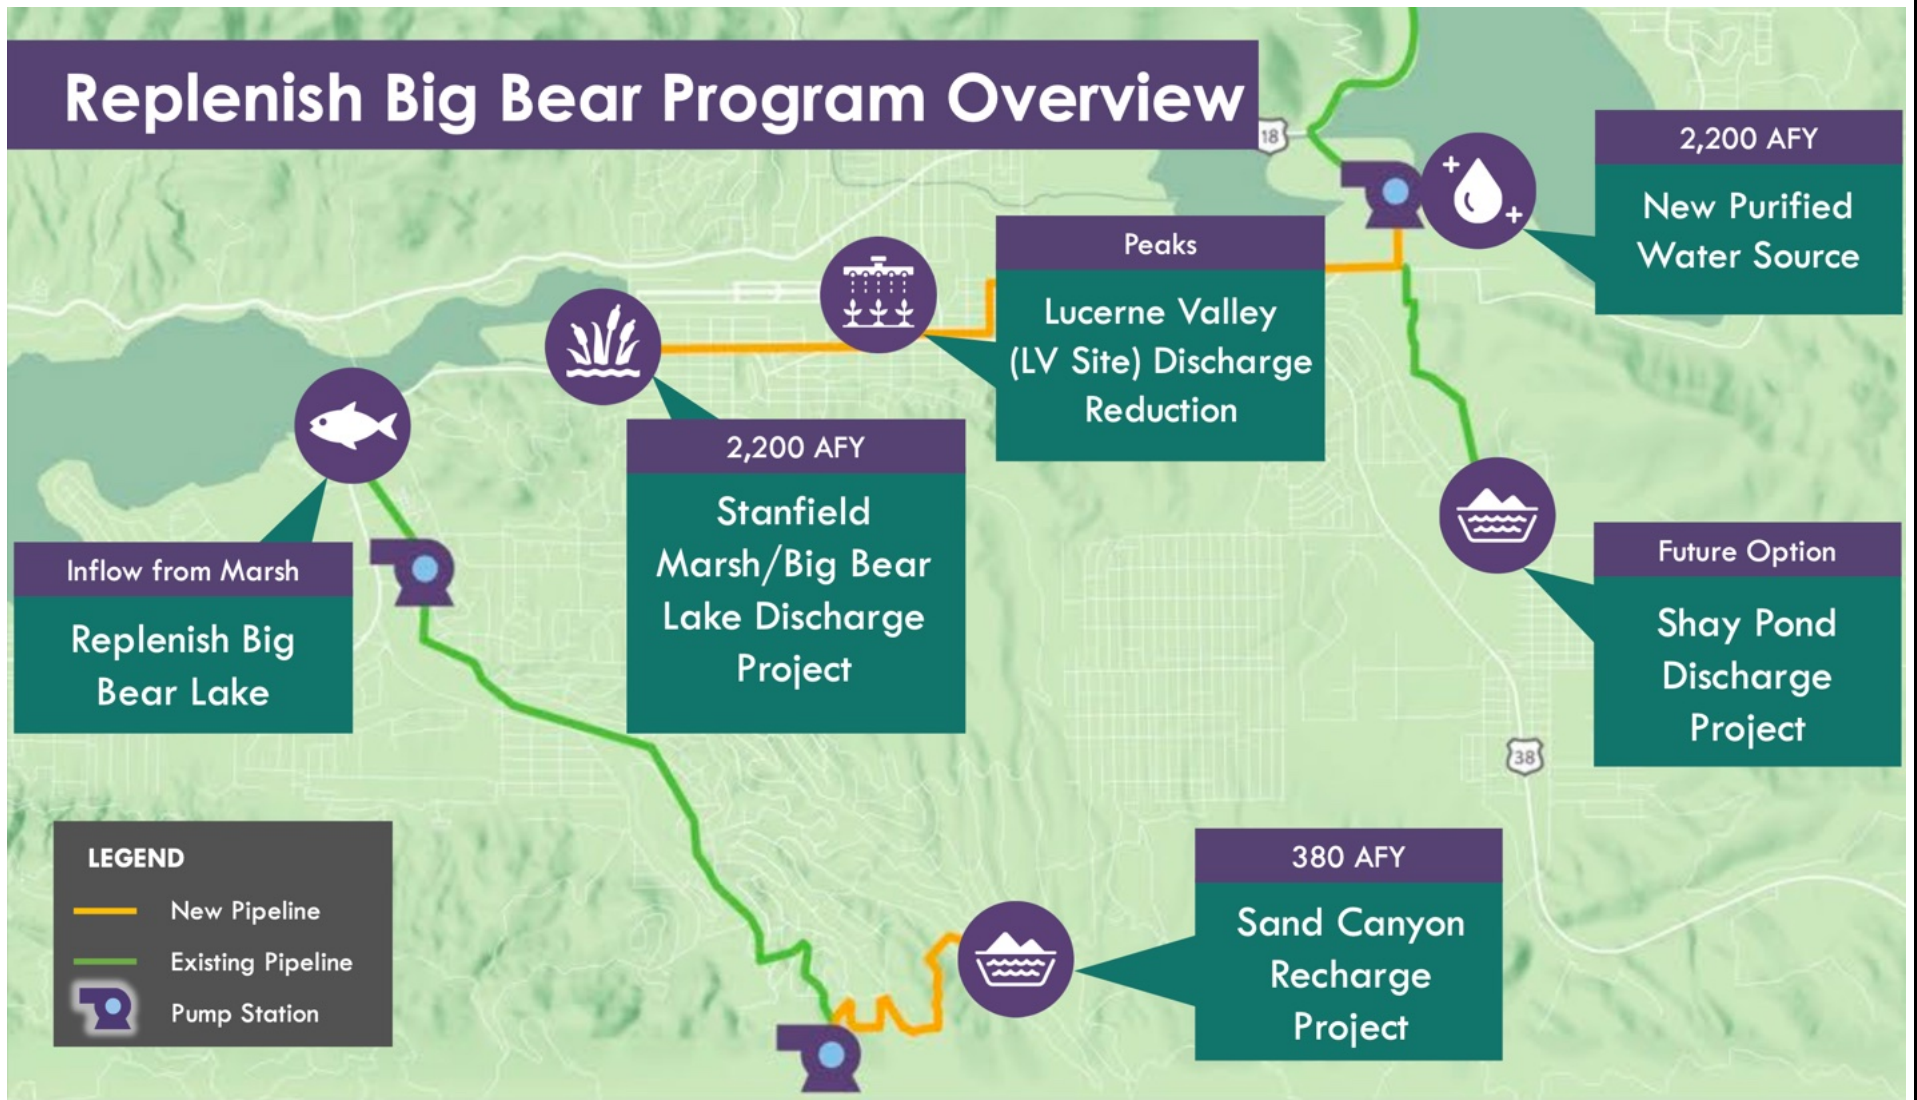 Replenish Big Bear Program Overview
18
2,200 AFY
New Purified
Water Source
Peaks
Lucerne Valley
(LV Site) Discharge
Reduction
2,200 AFY
Stanfield
Marsh/Big Bear
Lake Discharge
Project
Inflow from Marsh
Replenish Big
Bear Lake
Future Option
Shay Pond
Discharge
Project
38
380 AFY
Sand Canyon
Recharge
Project
LEGEND
New Pipeline
Existing Pipeline
Pump Station